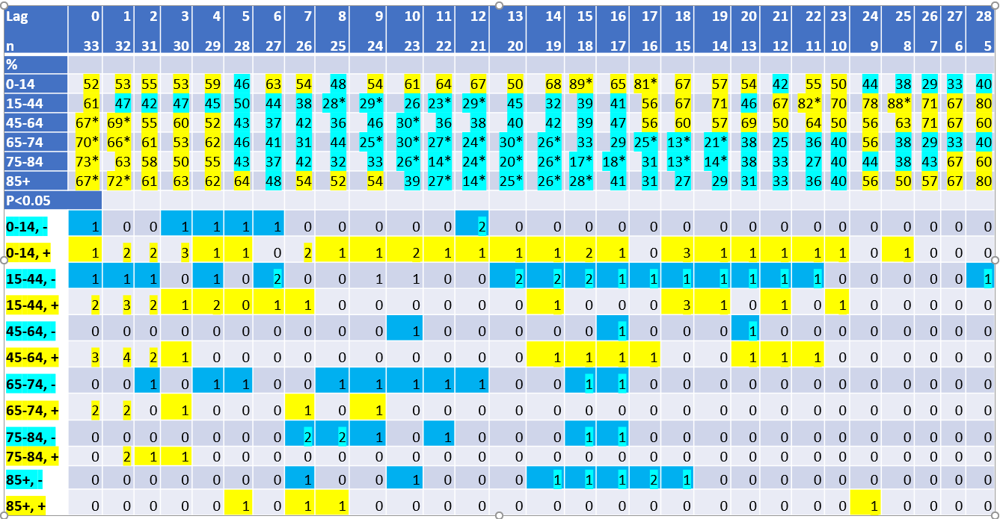 Lag 0 1 2 3 4 5 6 7 8 9 10 11 12 13 14 15 16 17 18 19 20 21 22 23 24 25 26 27 28
n 33 32 31 30 29 28 27 26 25 24 23 22 21 20 19 18 17 16 15 14 13 12 11 10 9 8 7 6 5
%
0-14 52 53 55 53 59 46 63 54 48 54 61 64 67 50 68 89* 65 81* 67 57 54 42 55 50 44 38 29 33 40
15-44 61 47 42 47 45 50 44 38 28* 29* 26 23* 29* 45 32 39 41 56 67 71 46 67 82* 70 78 88* 71 67 80
45-64 67* 69* 55 60 52 43 37 42 36 46 30* 36 38 40 42 39 47 56 60 57 69 50 64 50 56 63 71 67 60
65-74 70* 66* 61 53 62 46 41 31 44 25* 30* 27* 24* 30* 26* 33 29 25* 13* 21* 38 25 36 40 56 38 29 33 40
75-84 73* 63 58 50 55 43 37 42 32 33 26* 14* 24* 20* 26* 17* 18* 31 13* 14* 38 33 27 40 44 38 43 67 60
85+ 67* 72* 61 63 62 64 48 54 52 54 39 27* 14* 25* 26* 28* 41 31 27 29 31 33 36 40 56 50 57 67 80
P<0.05
0-14, - 1 0 0 1 1 1 1 0 0 0 0 0 2 0 0 0 0 0 0 0 0 0 0 0 0 0 0 0 0
0-14, + 1 2 2 3 1 1 0 2 1 1 2 1 1 1 1 2 1 0 3 1 1 1 1 1 0 1 0 0 0
15-44, - 1 1 1 0 1 0 2 0 0 1 1 0 0 2 2 2 1 1 1 1 1 1 1 0 0 0 0 0 1
15-44, + 2 3 2 1 2 0 1 1 0 0 0 0 0 0 1 0 0 0 3 1 0 1 0 1 0 0 0 0 0
45-64, - 0 0 0 0 0 0 0 0 0 0 1 0 0 0 0 0 1 0 0 0 1 0 0 0 0 0 0 0 0
45-64, + 3 4 2 1 0 0 0 0 0 0 0 0 0 0 1 1 1 1 0 0 1 1 1 0 0 0 0 0 0
65-74, - 0 0 1 0 1 1 0 0 1 1 1 1 1 0 0 1 1 0 0 0 0 0 0 0 0 0 0 0 0
65-74, + 2 2 0 1 0 0 0 1 0 1 0 0 0 0 0 0 0 0 0 0 0 0 0 0 0 0 0 0 0
75-84, - 0 0 0 0 0 0 0 2 2 1 0 1 0 0 0 1 1 0 0 0 0 0 0 0 0 0 0 0 0
75-84, + 0 2 1 1 0 0 0 0 0 0 0 0 0 0 0 0 0 0 0 0 0 0 0 0 0 0 0 0 0
85+, - 0 0 0 0 0 0 0 1 0 0 1 0 0 0 1 1 1 2 1 0 0 0 0 0 0 0 0 0 0
85+, + 0 0 0 0 0 1 0 1 1 0 0 0 0 0 0 0 0 0 0 0 0 0 0 0 1 0 0 0 0